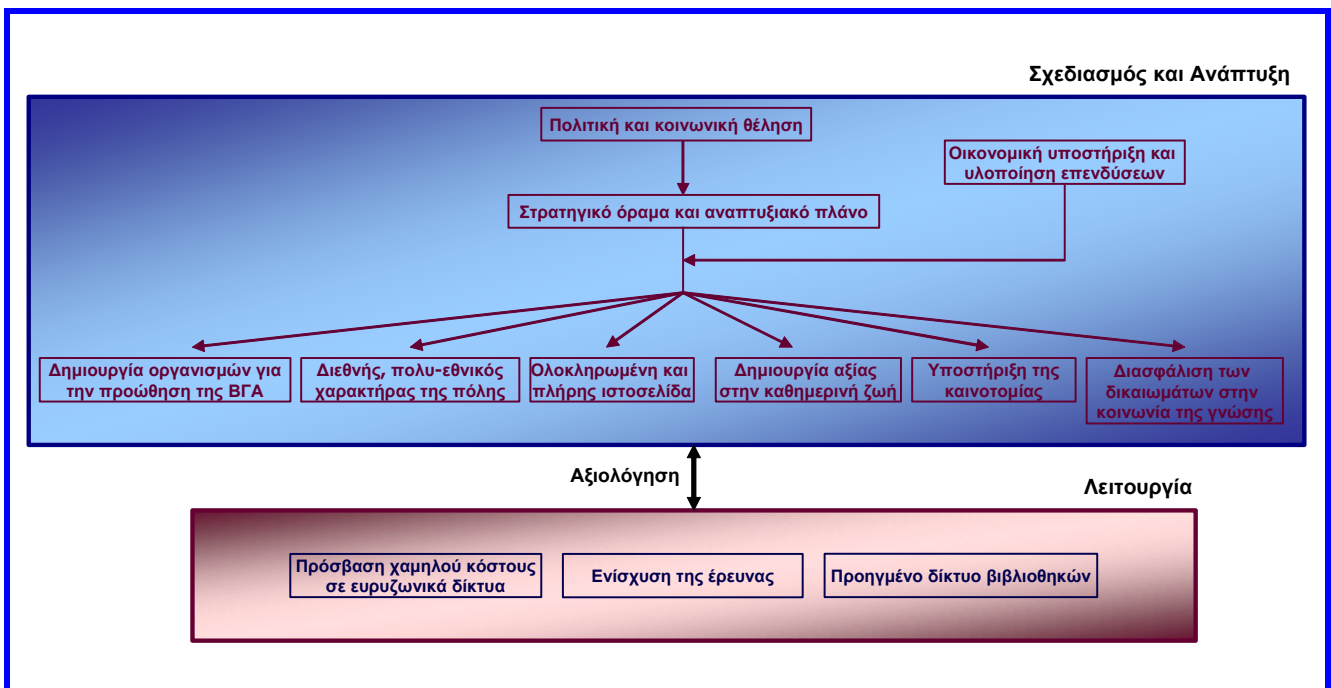 Σχεδιασμός και Ανάπτυξη
Πολιτική και κοινωνική θέληση
Οικονομική υποστήριξη και
υλοποίηση επενδύσεων
Στρατηγικό όραμα και αναπτυξιακό πλάνο
Δημιουργία οργανισμών για
την προώθηση της ΒΓΑ
Διεθνής, πολυ-εθνικός
χαρακτήρας της πόλης
Ολοκληρωμένη και
πλήρης ιστοσελίδα
Δημιουργία αξίας
στην καθημερινή ζωή
Υποστήριξη της
καινοτομίας
Διασφάλιση των
δικαιωμάτων στην
κοινωνία της γνώσης
Αξιολόγηση
Λειτουργία
Πρόσβαση χαμηλού κόστους
σε ευρυζωνικά δίκτυα
Ενίσχυση της έρευνας
Προηγμένο δίκτυο βιβλιοθηκών